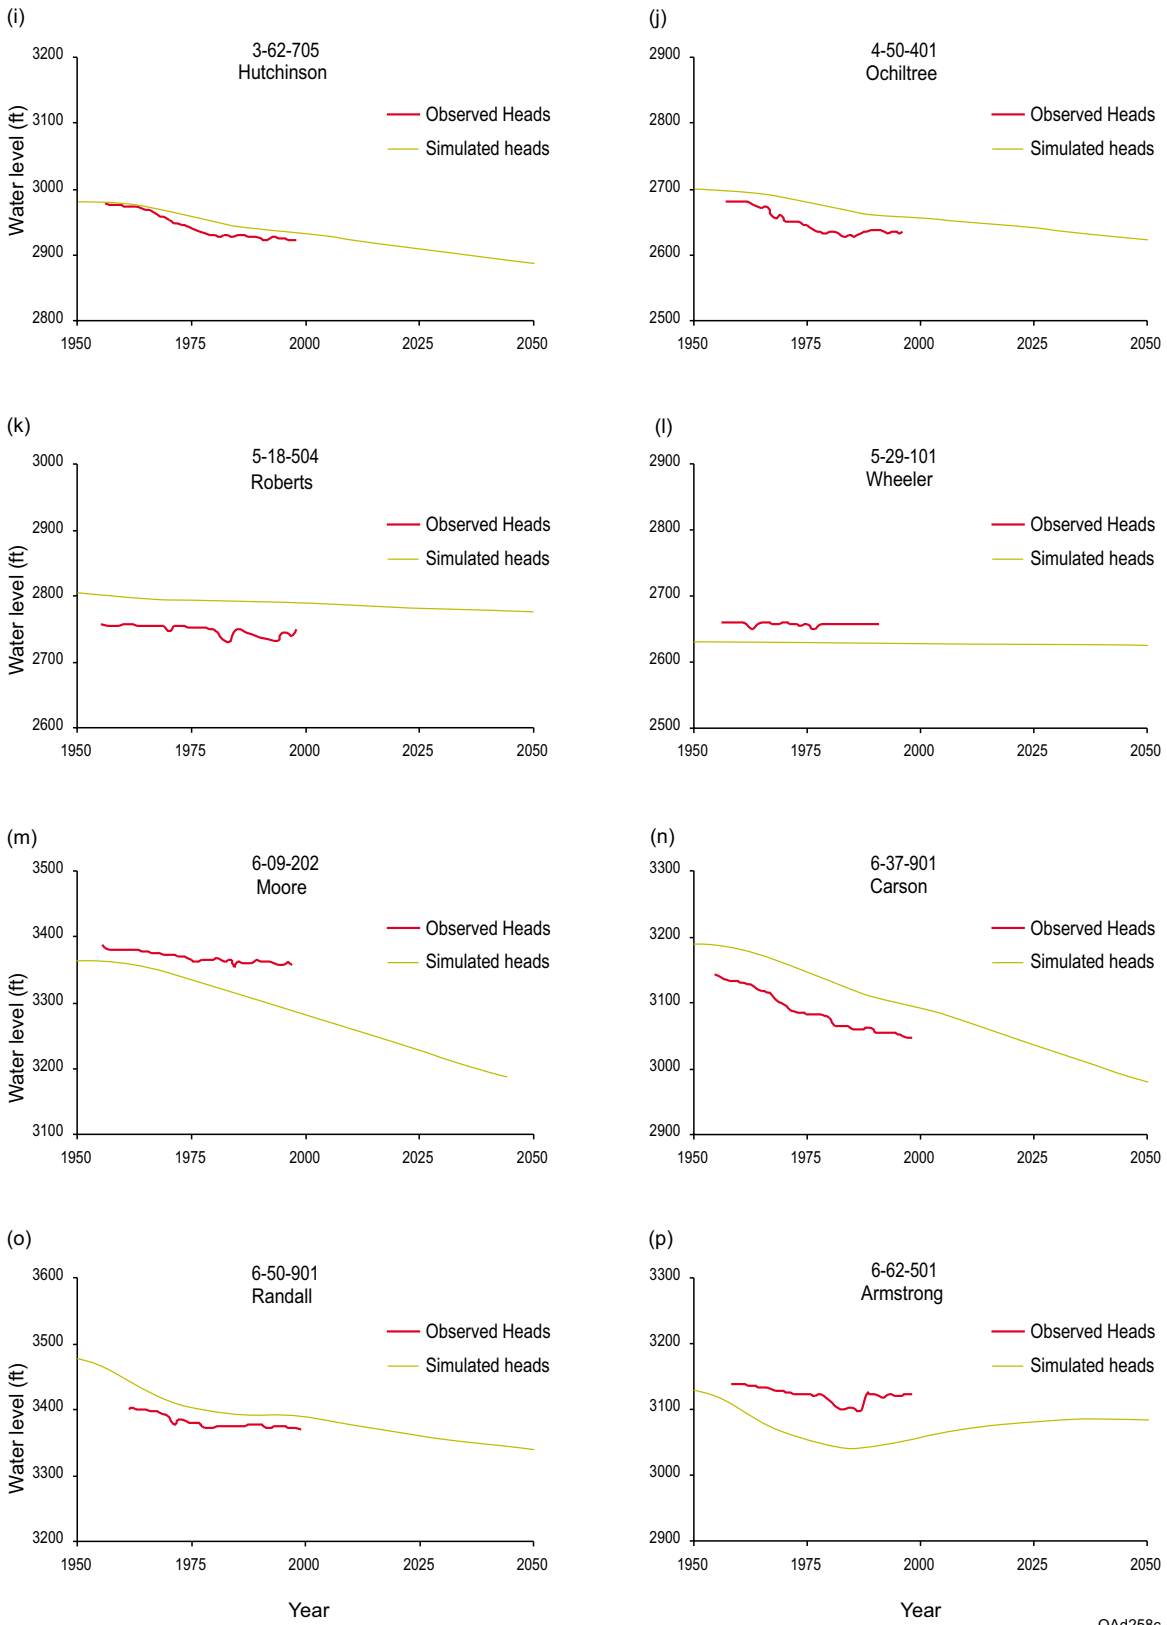 (i)
3-62-705
Hutchinson
3200
3100
3000
2900
2800
Water level (ft)
Observed Heads
Simulated heads
1950
1975
2000
2025
2050
(j)
4-50-401
Ochiltree
2900
2800
2700
2600
2500
Observed Heads
Simulated heads
1950
1975
2000
2025
2050
(k)
5-18-504
Roberts
3000
2900
2800
2700
2600
Water level (ft)
Observed Heads
Simulated heads
1950
1975
2000
2025
2050
(l)
5-29-101
Wheeler
2900
2800
2700
2600
2500
Observed Heads
Simulated heads
1950
1975
2000
2025
2050
(m)
6-09-202
Moore
3500
3400
3300
3200
3100
Water level (ft)
Observed Heads
Simulated heads
1950
1975
2000
2025
2050
(n)
6-37-901
Carson
3300
3200
3100
3000
2900
Observed Heads
Simulated heads
1950
1975
2000
2025
2050
(o)
6-50-901
Randall
3600
3500
3400
3300
3200
Water level (ft)
Observed Heads
Simulated heads
1950
1975
2000
2025
2050
Year
(p)
6-62-501
Armstrong
3300
3200
3100
3000
2900
Observed Heads
Simulated heads
1950
1975
2000
2025
2050
Year